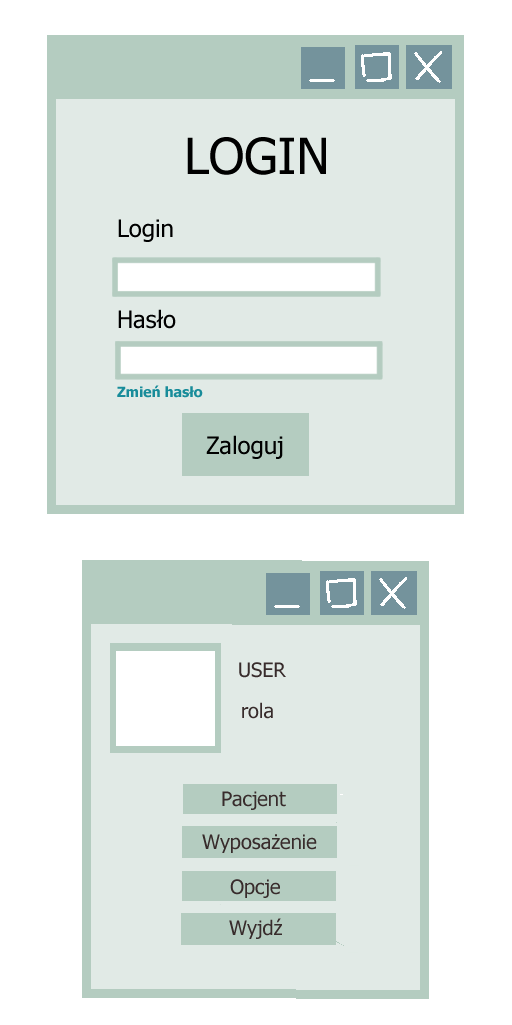 LOGIN
Login
Hasło
Zmień hasło
Zaloguj
USER
rola
Pacjent
Wyposażenie
Opcje
Wyjdź